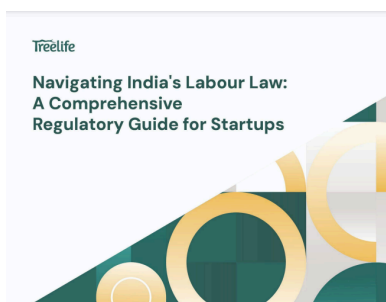 Treelife
Navigating India's Labour Law:
A Comprehensive
Regulatory Guide for Startups